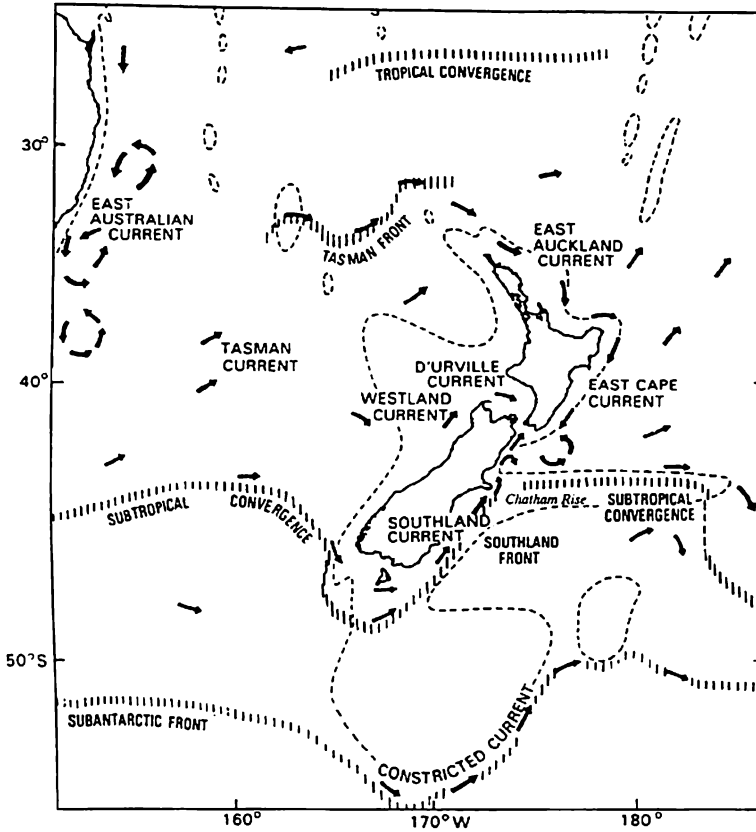 TROPICAL CONVERGENCE
30°
EAST
AUSTRALIAN
CURRENT
TASMAN FRONT
EAST
AUCKLAND
CURRENT
TASMAN
CURRENT
D'URVILLE
CURRENT
40°
WESTLAND
CURRENT
EAST CAPE
CURRENT
SUBTROPICAL
CONVERGENCE
Chatham Rise
SUBTROPICAL
CONVERGENCE
SOUTHLAND
CURRENT
SOUTHLAND
FRONT
50°S
SUBANTARCTIC FRONT
CONSTRICTED CURRENT
160°
170°W
180°